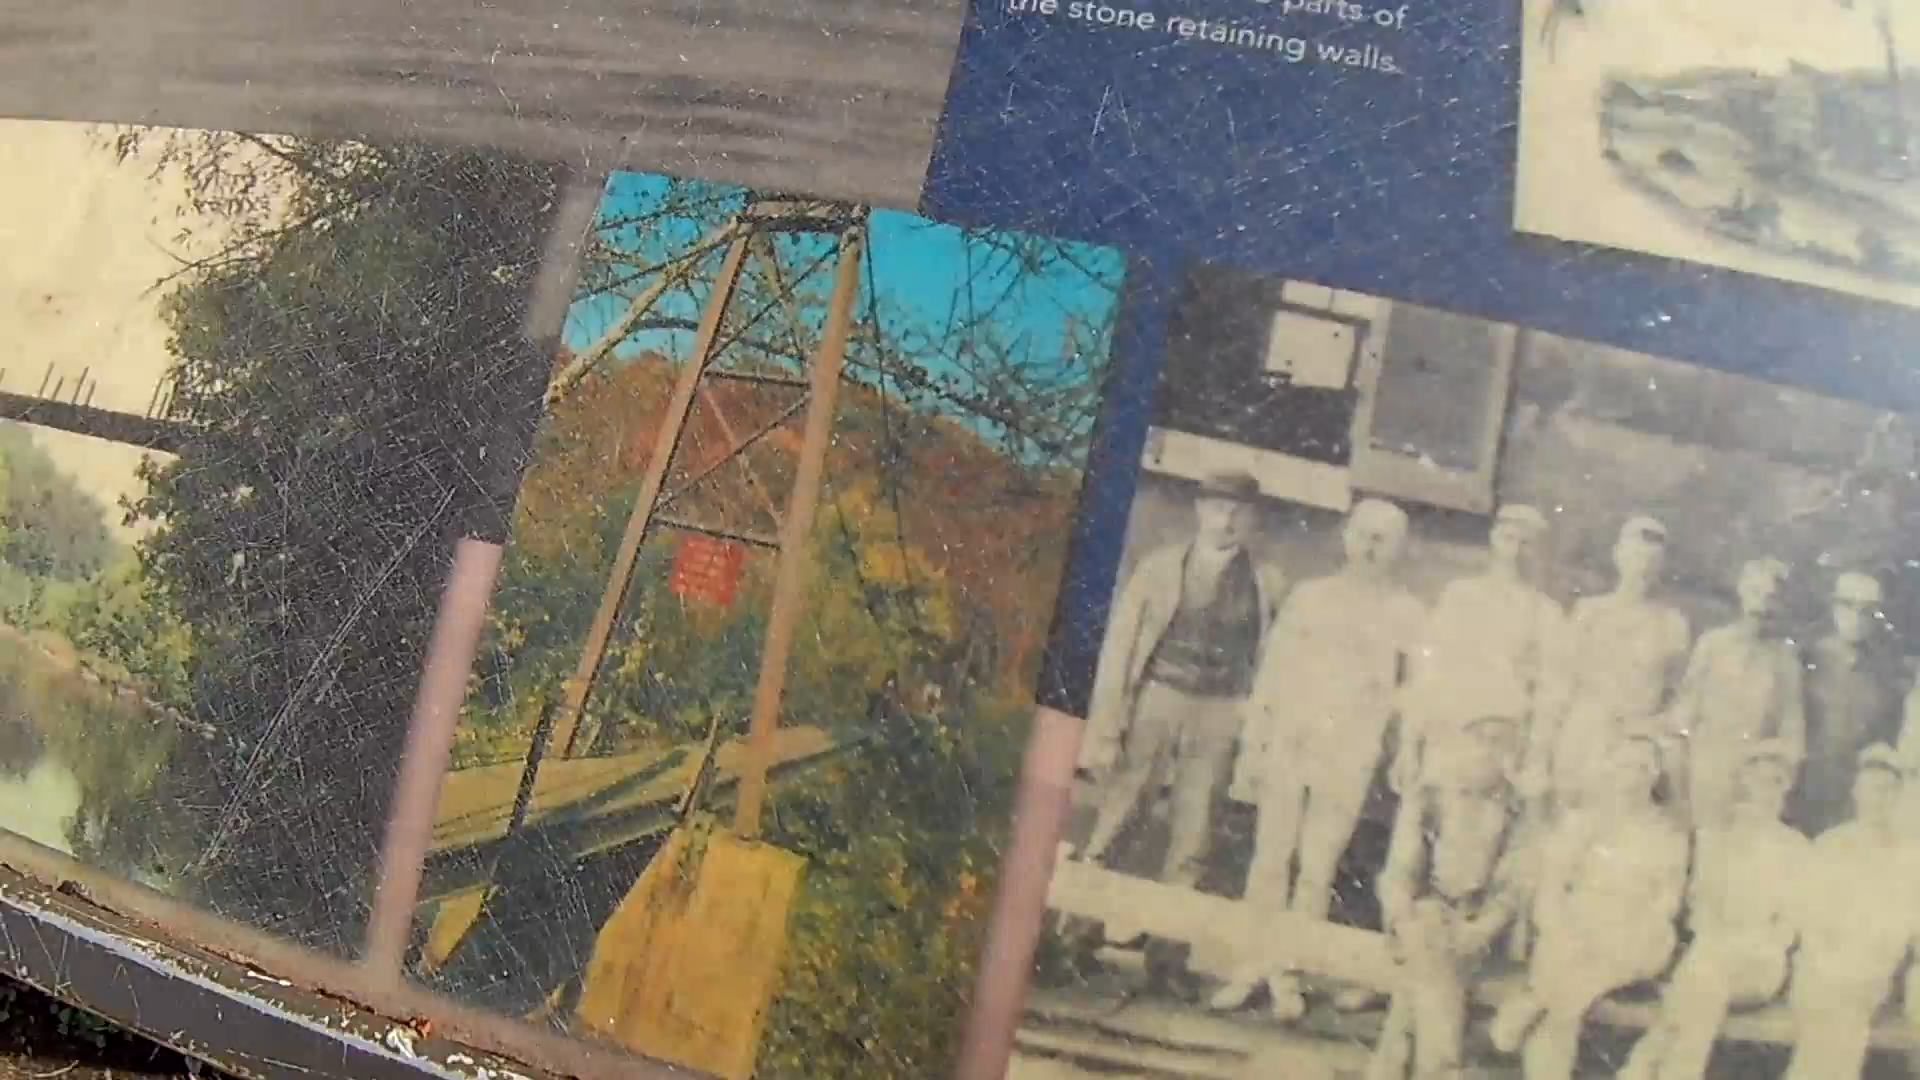 parts of
the stone retaining walls.